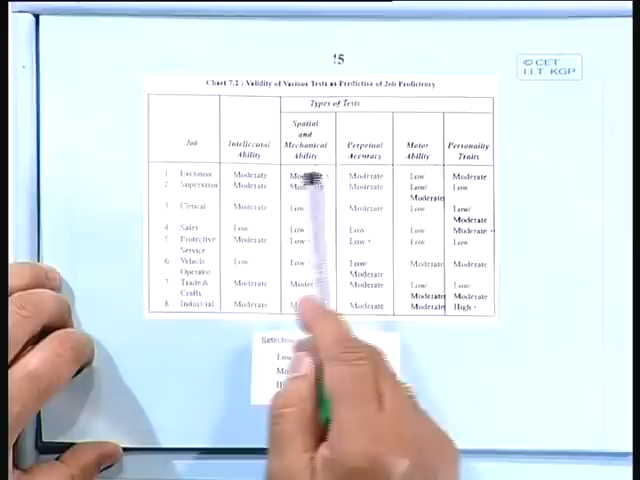 15
© CET
I.I.T. KGP
Chart 7.2 : Validity of Various Tests as Predictive of Job Proficiency
Types of Tests
Job
Intellecutal Ability
Spatial and Mechanical Ability
Perpetual Accuracy
Motor Ability
Personality Traits
1 Exclusive Moderate Moderate Low Moderate
2 Supervisor Moderate Moderate Low/ Moderate Low
3 Clerical Moderate Low Moderate Low Low/ Moderate
4 Sales Low Low Low Low Moderate
5 Protective Service Moderate Low Low Low Low
6 Operator Low Low Low/ Moderate Moderate Moderate
7 Trade & Crafts Moderate Moderate Low/ Moderate Low/ Moderate
8 Industrial Moderate Moderate Moderate High